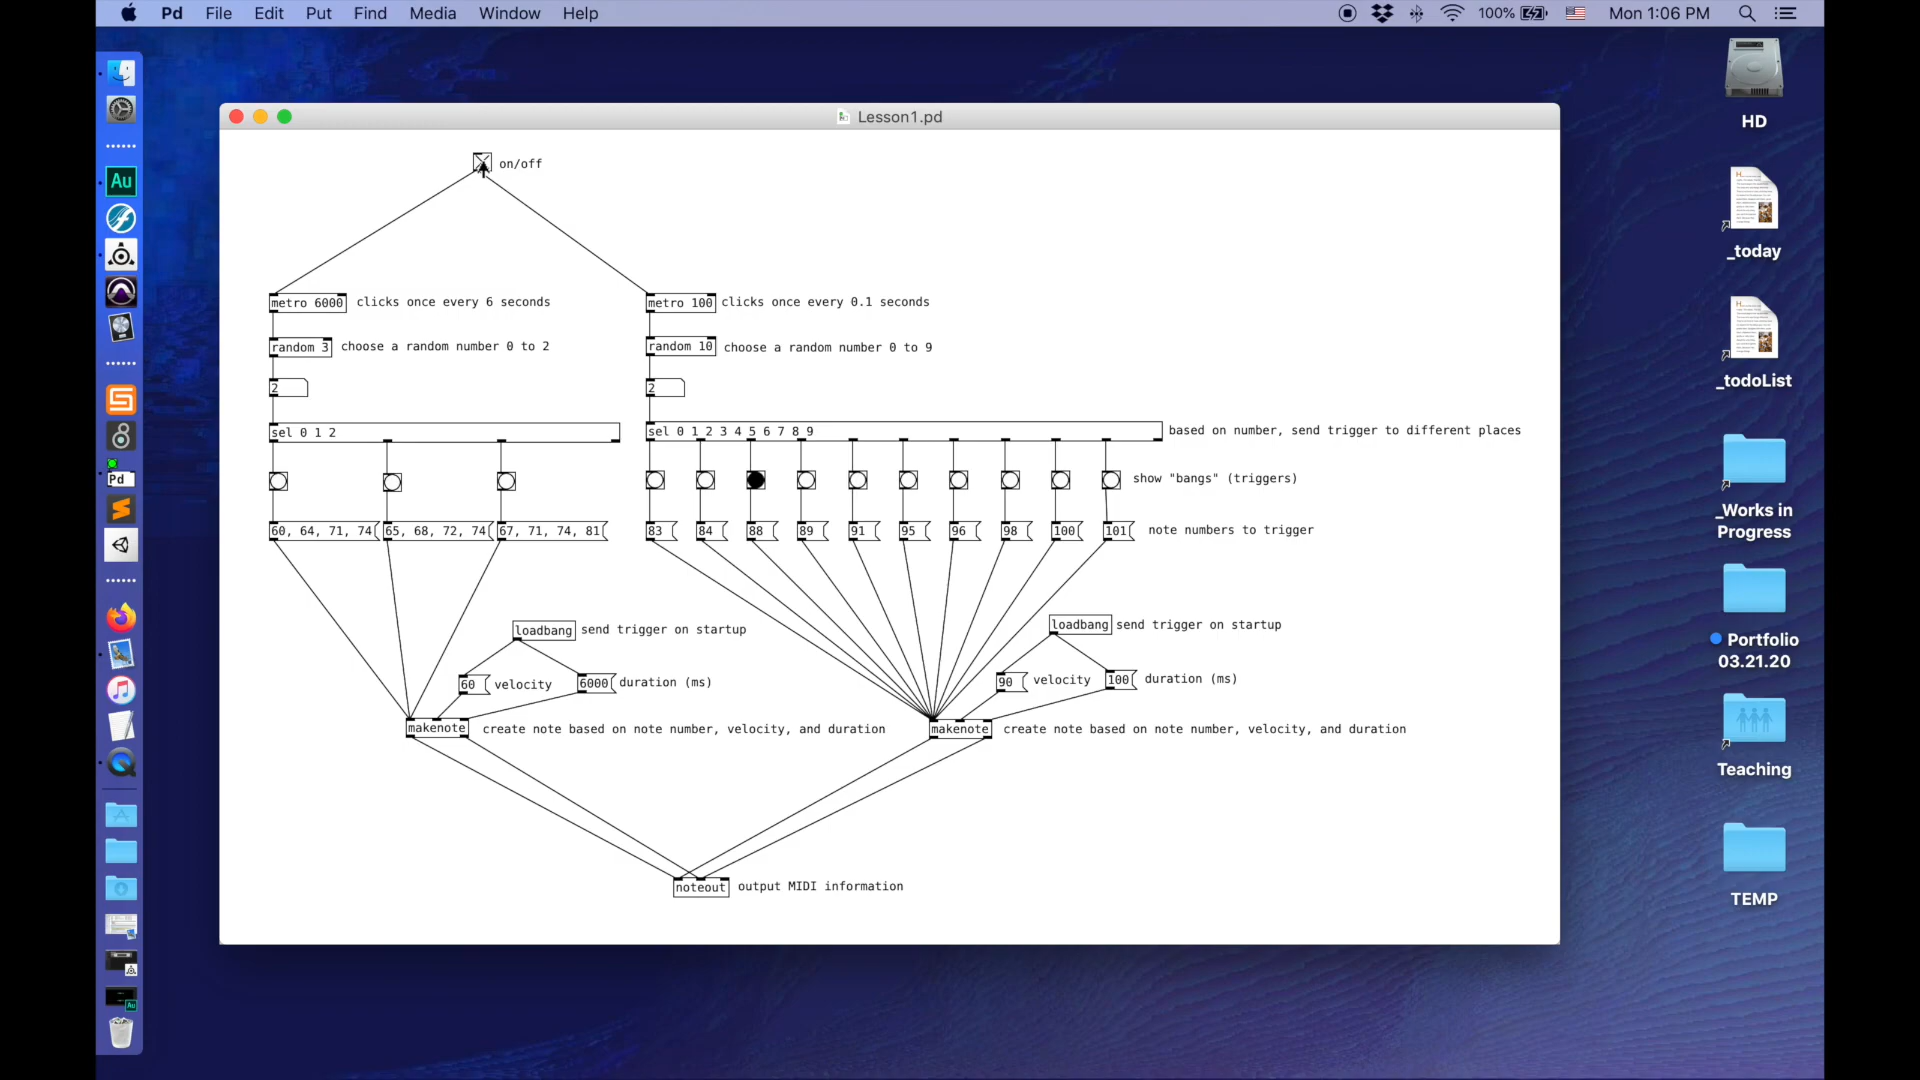 Pd File Edit Put Find Media Window Help 100% Mon 1:06 PM
Lesson1.pd
on/off
metro 6000 clicks once every 6 seconds
metro 100 clicks once every 0.1 seconds
random 3 choose a random number 0 to 2
random 10 choose a random number 0 to 9
2
2
sel 0 1 2
sel 0 1 2 3 4 5 6 7 8 9 based on number, send trigger to different places
show "bangs" (triggers)
60, 64, 71, 74 65, 68, 72, 74 67, 71, 74, 81
83 84 88 89 91 95 96 98 100 101 note numbers to trigger
loadbang send trigger on startup
loadbang send trigger on startup
60 velocity 6000 duration (ms)
90 velocity 100 duration (ms)
makenote create note based on note number, velocity, and duration
makenote create note based on note number, velocity, and duration
noteout output MIDI information
HD
_today
_todoList
_Works in
Progress
Portfolio
03.21.20
Teaching
TEMP
Au
Pd
Au